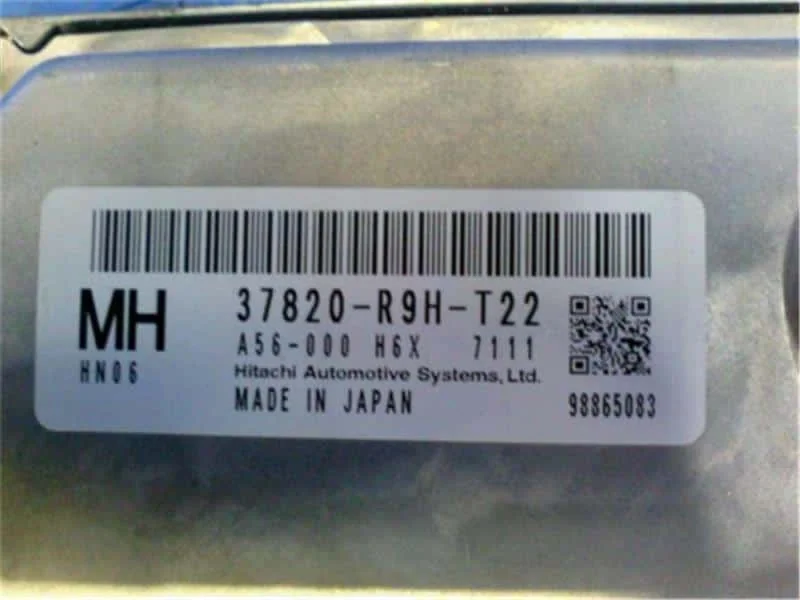 MH
37820-R9H-T22
A56-000 H6X 7111
HN06
Hitachi Automotive Systems, Ltd.
MADE IN JAPAN
98865083